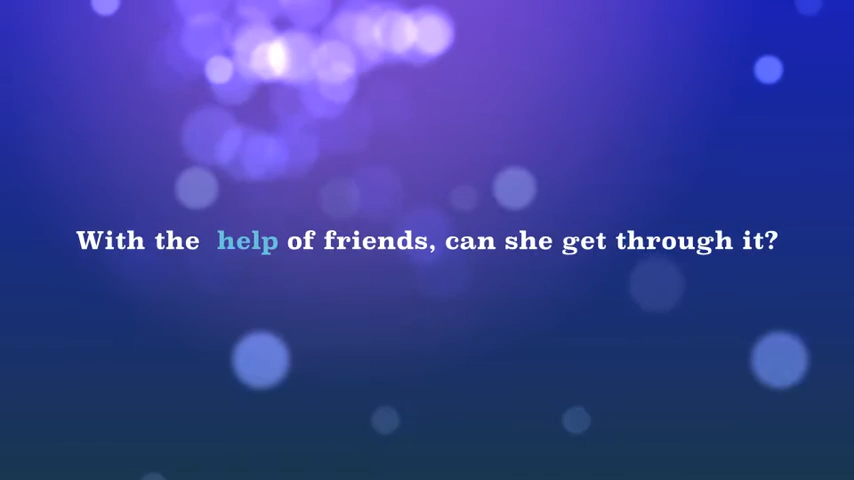 With the help of friends, can she get through it?